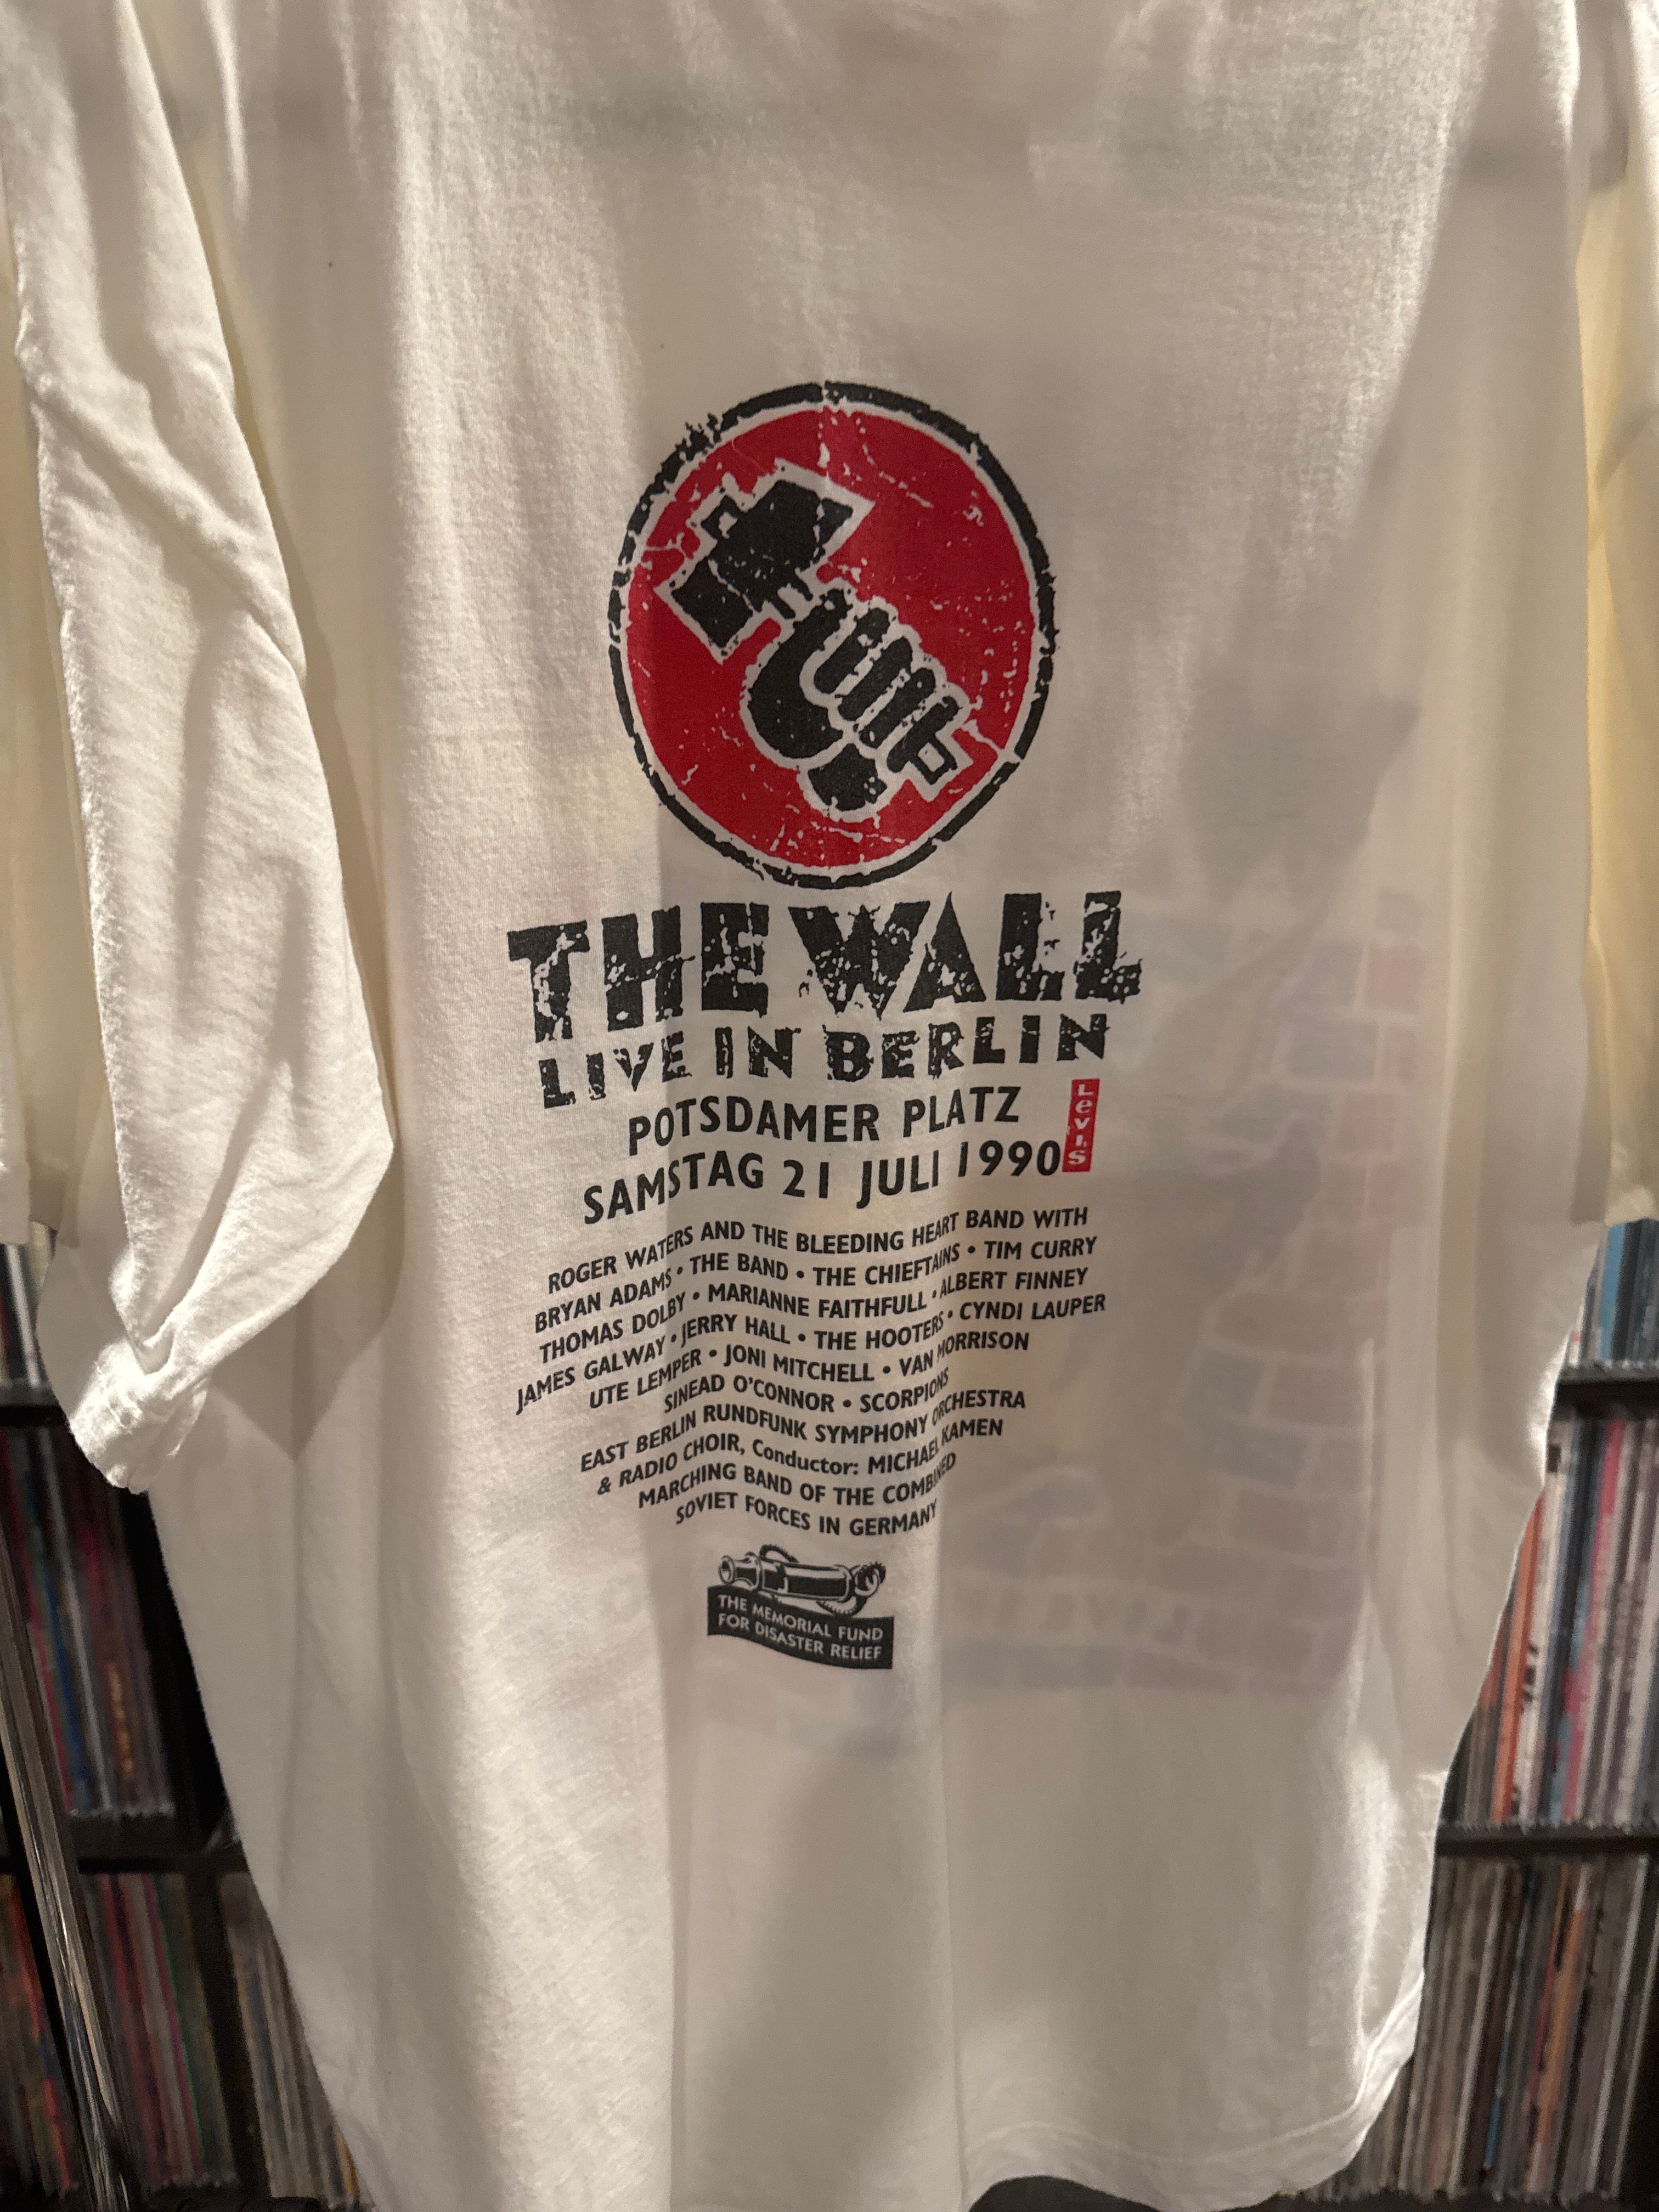 THE WALL
LIVE IN BERLIN
POTSDAMER PLATZ
SAMSTAG 21 JULI 1990
Levi's
ROGER WATERS AND THE BLEEDING HEART BAND WITH
BRYAN ADAMS • THE BAND • THE CHIEFTAINS • TIM CURRY
THOMAS DOLBY • MARIANNE FAITHFULL • ALBERT FINNEY
JAMES GALWAY • JERRY HALL • THE HOOTERS • CYNDI LAUPER
UTE LEMPER • JONI MITCHELL • VAN MORRISON
SINEAD O'CONNOR • SCORPIONS
EAST BERLIN RUNDFUNK SYMPHONY ORCHESTRA
& RADIO CHOIR, Conductor: MICHAEL KAMEN
MARCHING BAND OF THE COMBINED
SOVIET FORCES IN GERMANY
THE MEMORIAL FUND
FOR DISASTER RELIEF